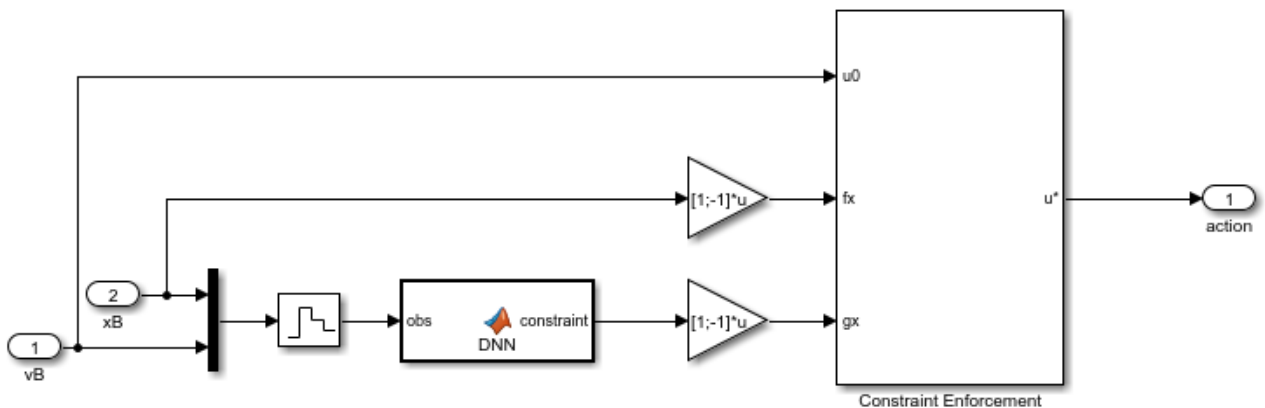 u0
[1;-1]*u
fx
u*
1
action
2
xB
obs
constraint
DNN
[1;-1]*u
gx
1
vB
Constraint Enforcement